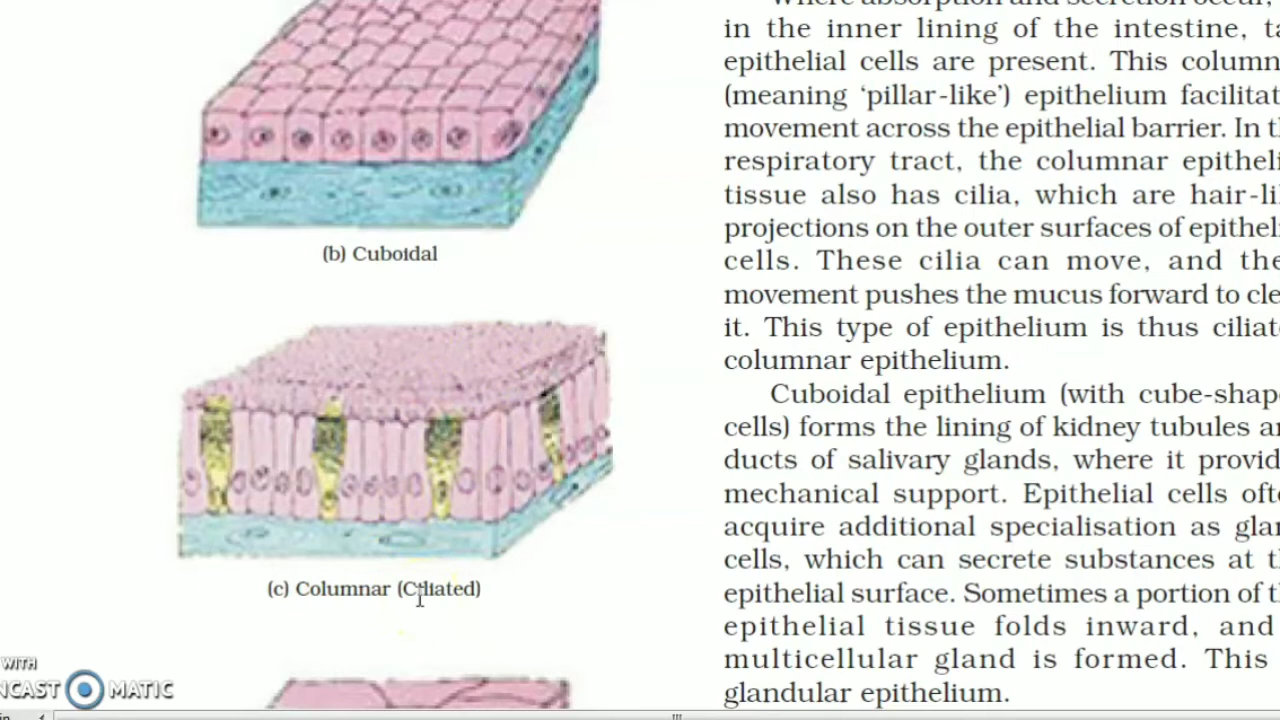 in the inner lining of the intestine,
epithelial cells are present. This
(meaning ‘pillar-like’) epithelium
movement across the epithelial barrier. In
respiratory tract, the columnar
tissue also has cilia, which are
projections on the outer surfaces of
cells. These cilia can move, and
movement pushes the mucus forward to
it. This type of epithelium is thus
columnar epithelium.
Cuboidal epithelium (with
cells) forms the lining of kidney tubules
ducts of salivary glands, where it
mechanical support. Epithelial cells
acquire additional specialisation as
cells, which can secrete substances at
epithelial surface. Sometimes a portion of
epithelial tissue folds inward, and
multicellular gland is formed. This
glandular epithelium.
(b) Cuboidal
(c) Columnar (Ciliated)
WITH
MATIC